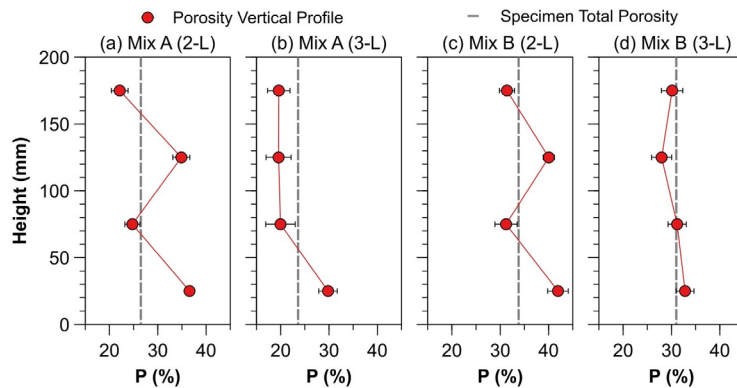 Porosity Vertical Profile
Specimen Total Porosity
(a) Mix A (2-L)
(b) Mix A (3-L)
(c) Mix B (2-L)
(d) Mix B (3-L)
200
150
100
50
0
Height (mm)
20 30 40
20 30 40
20 30 40
20 30 40
P (%)
P (%)
P (%)
P (%)